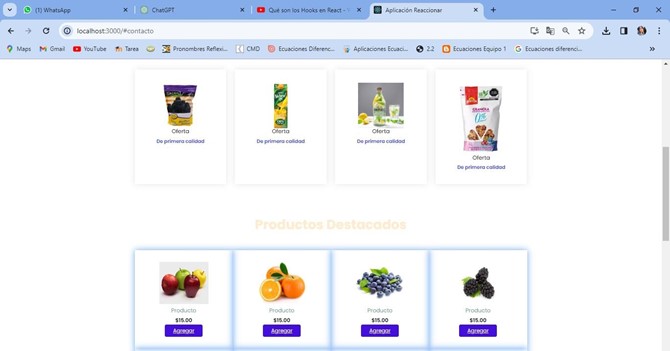 (1) WhatsApp
ChatGPT
Qué son los Hooks en React -
Aplicación Reaccionar
localhost:3000/#contacto
Maps
Gmail
YouTube
Tarea
Pronombres Reflexi...
CMD
Ecuaciones Diferenc...
Aplicaciones Ecuaci...
2.2
Ecuaciones Equipo 1
Ecuaciones diferenci...
Oferta
De primera calidad
Oferta
De primera calidad
Oferta
De primera calidad
Oferta
De primera calidad
Productos Destacados
Producto
$15.00
Agregar
Producto
$15.00
Agregar
Producto
$15.00
Agregar
Producto
$15.00
Agregar